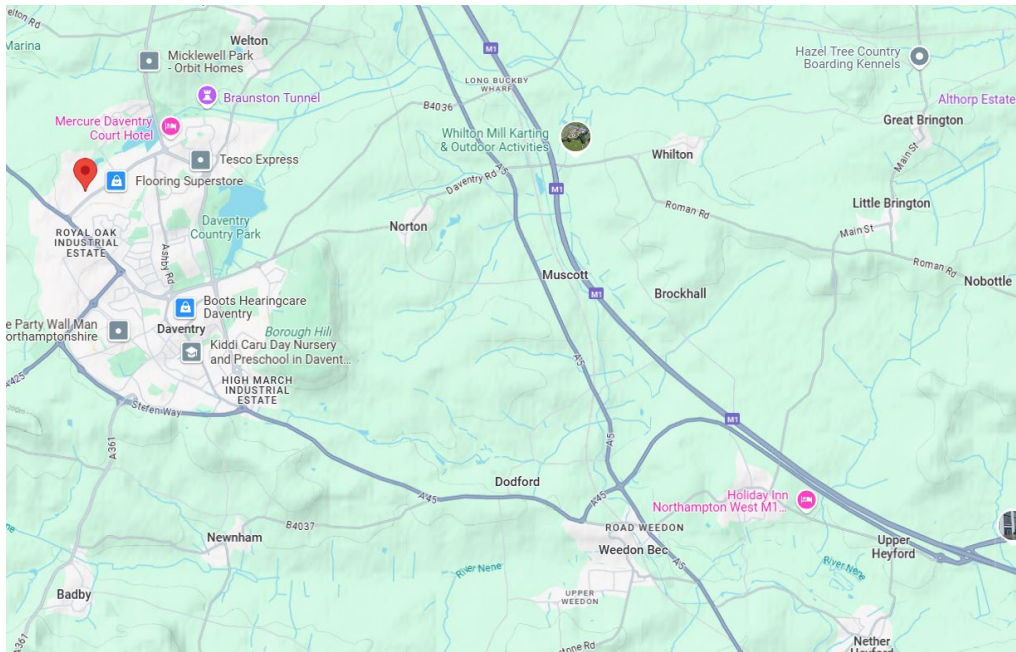 elton Rd
Marina
Welton
Micklewell Park
- Orbit Homes
Braunston Tunnel
Mercure Daventry
Court Hotel
Tesco Express
Flooring Superstore
ROYAL OAK
INDUSTRIAL
ESTATE
Ashby Rd
Daventry
Country Park
Boots Hearingcare
Daventry
e Party Wall Man
orthamptonshire
Daventry
Borough Hill
Kiddi Caru Day Nursery
and Preschool in Davent...
HIGH MARCH
INDUSTRIAL
ESTATE
A425
Stefen Way
A361
A45
B4037
Newnham
Badby
A361
M1
LONG BUCKBY
WHARF
B4036
Whilton Mill Karting
& Outdoor Activities
A5
Daventry Rd
Norton
M1
Whilton
Roman Rd
Muscott
M1
Brockhall
A5
Hazel Tree Country
Boarding Kennels
Althorp Estate
Great Brington
Main St
Little Brington
Main St
Roman Rd
Nobottle
M1
A5
Dodford
A45
ROAD WEEDON
Weedon Bec
Holiday Inn
Northampton West M1...
Upper
Heyford
River Nene
River Nene
UPPER
WEEDON
A5
Nether
Heyford